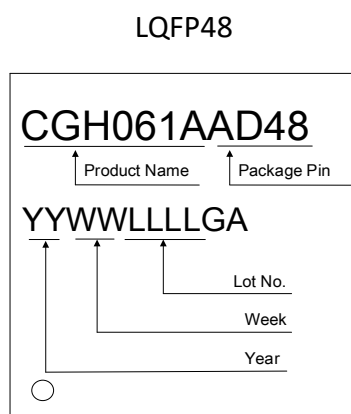 LQFP48
CGH061AAD48
Product Name
Package Pin
YYWWLLLLGA
Lot No.
Week
Year